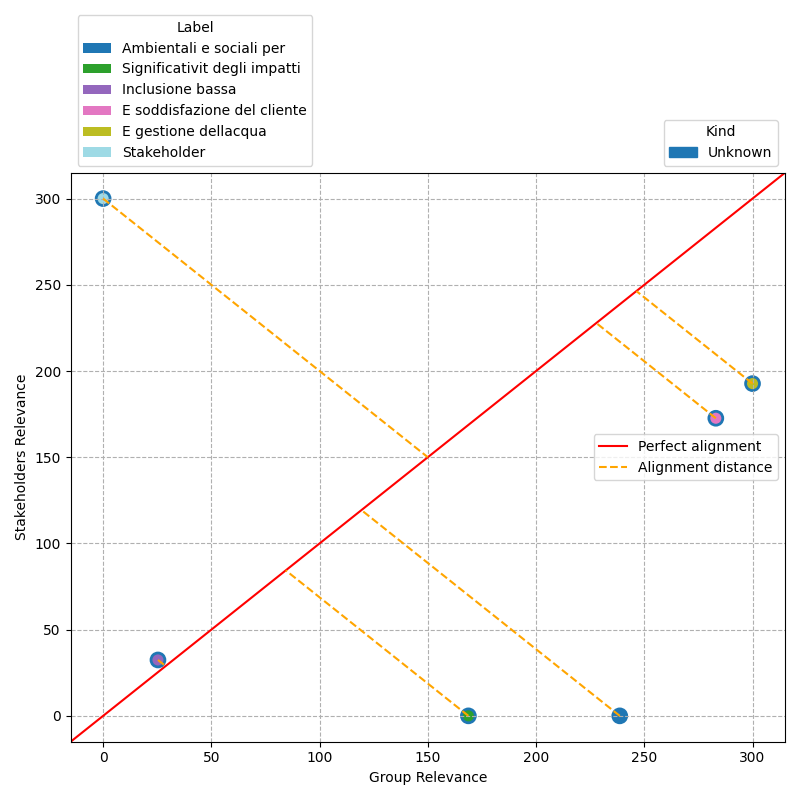 Label
Ambientali e sociali per
Significativit degli impatti
Inclusione bassa
E soddisfazione del cliente
E gestione dellacqua
Stakeholder
Kind
Unknown
300
250
200
150
100
50
0
Stakeholders Relevance
Perfect alignment
Alignment distance
0 50 100 150 200 250 300
Group Relevance